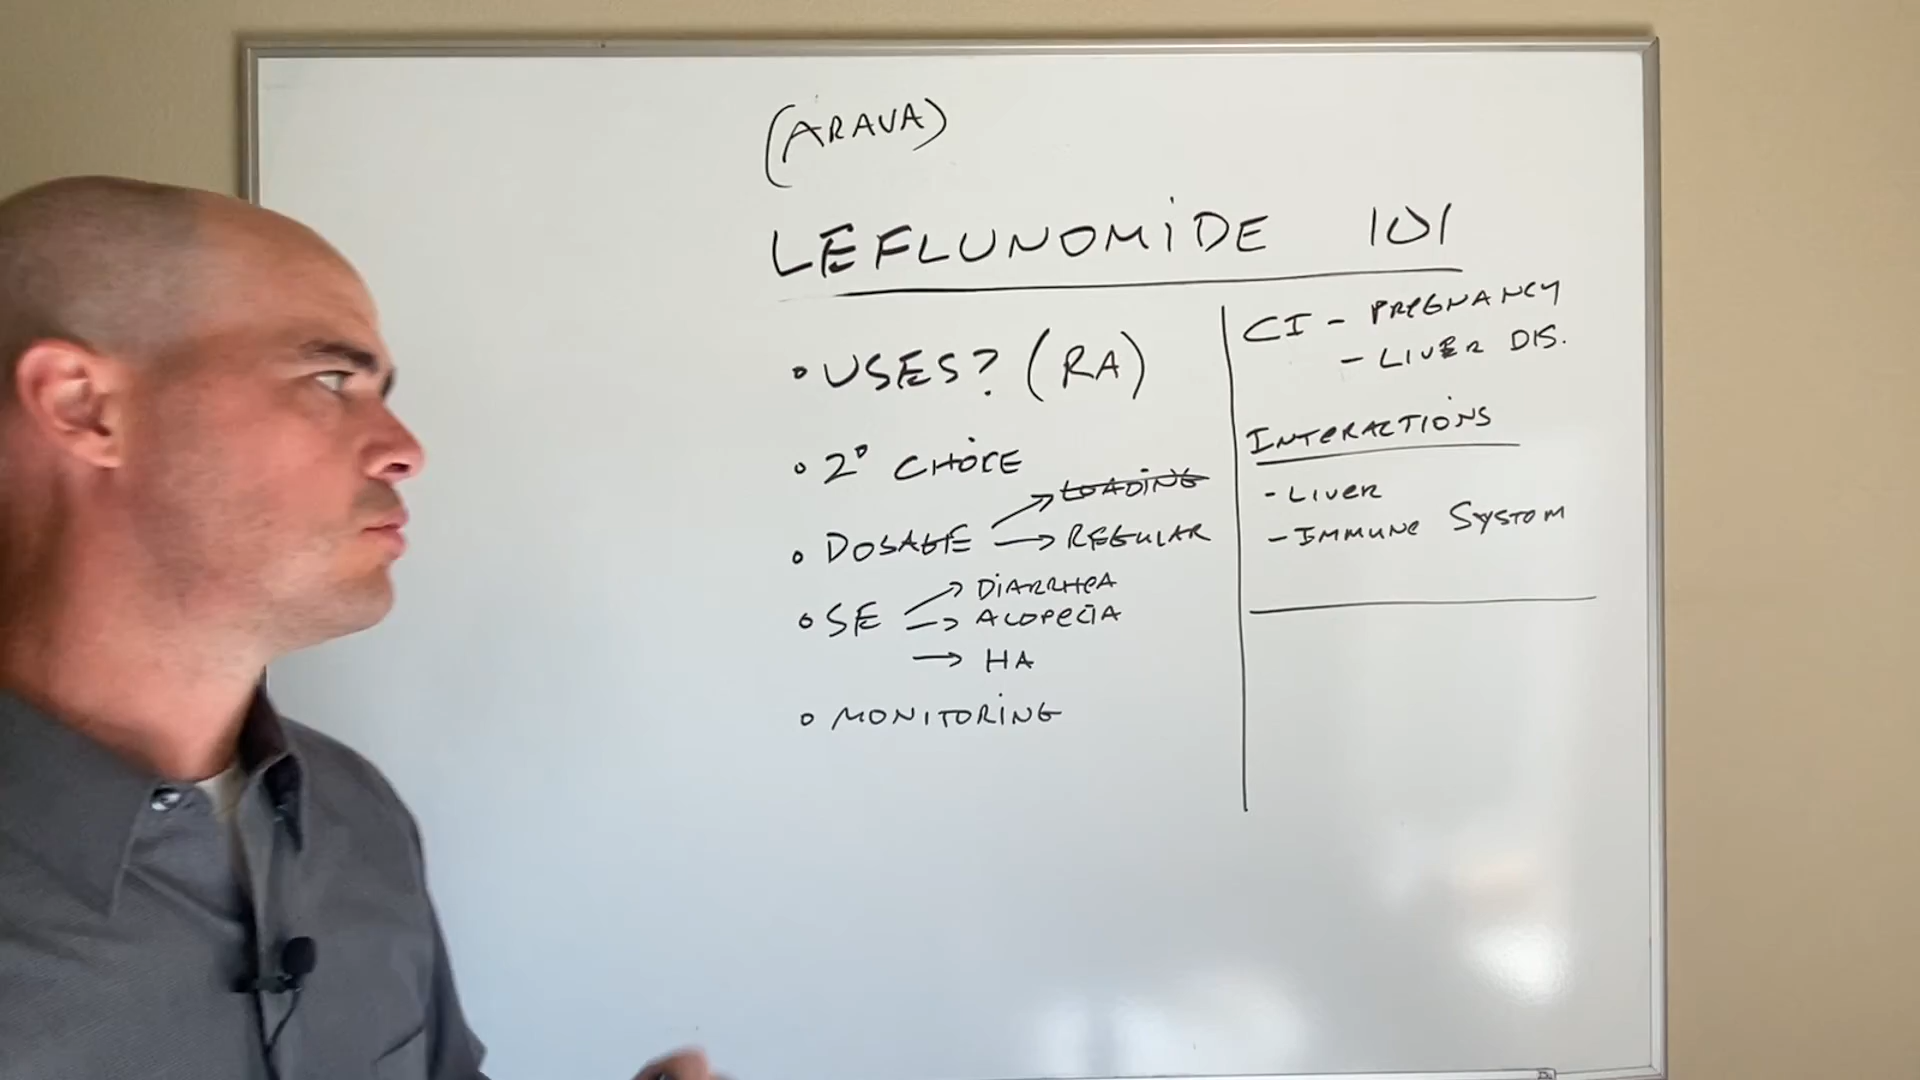 (ARAVA)
LEFLUNOMIDE 101
• USES? (RA)
• 2° CHOICE
• DOSAGE → LOADING
→ REGULAR
• SE → DIARRHEA
→ ALOPECIA
→ HA
• MONITORING
CI - PREGNANCY
- LIVER DIS.
INTERACTIONS
- LIVER
- IMMUNE SYSTOM